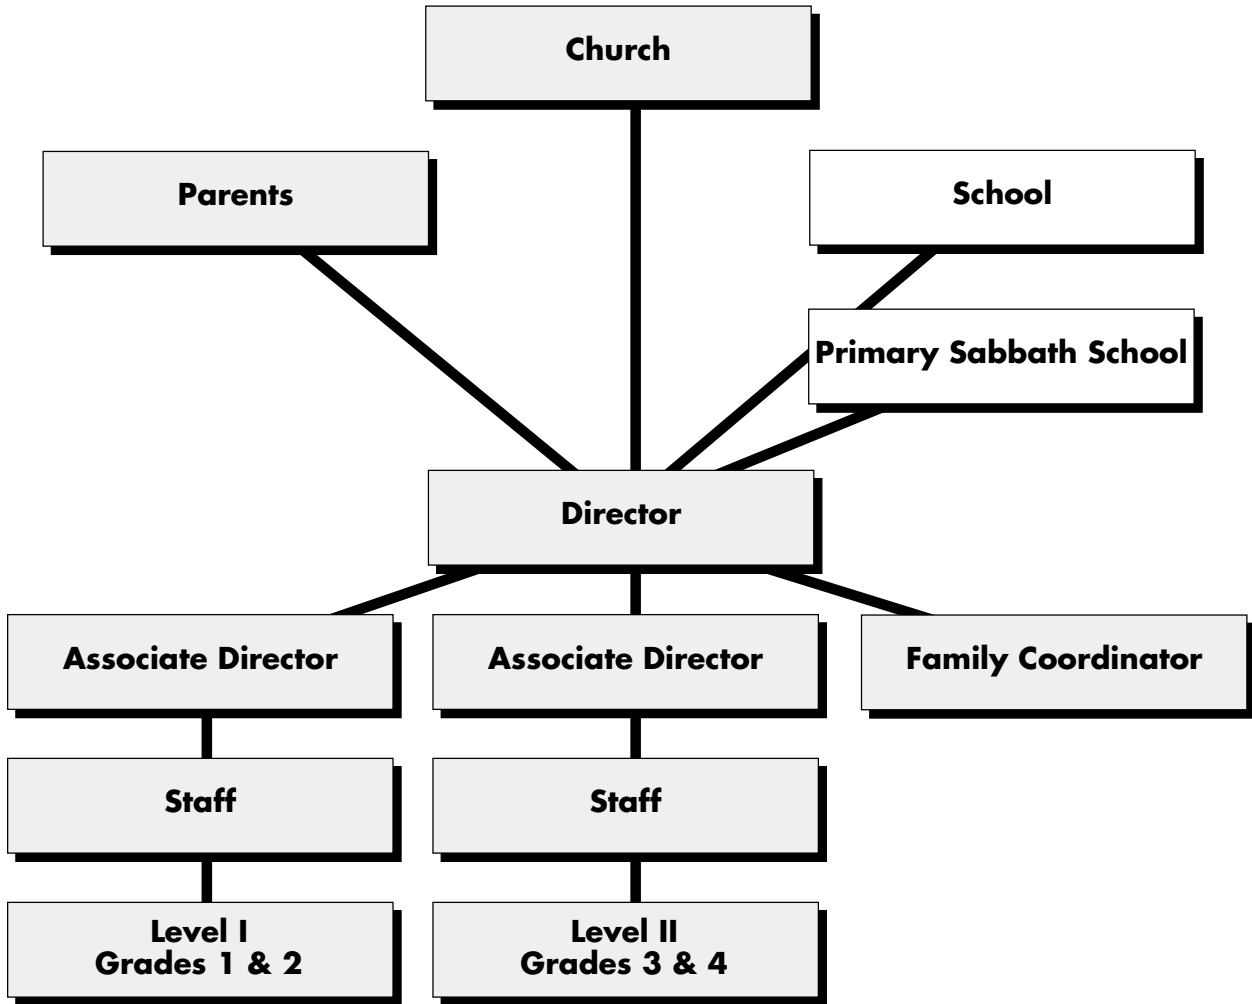 Church
Parents
School
Primary Sabbath School
Director
Associate Director
Associate Director
Family Coordinator
Staff
Staff
Level I
Grades 1 & 2
Level II
Grades 3 & 4